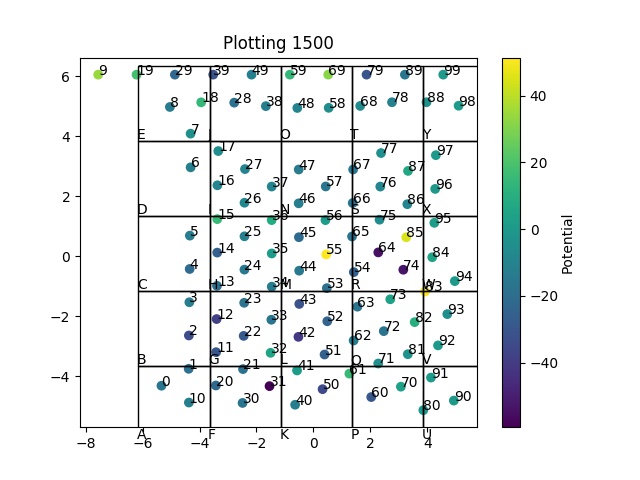 Plotting 1500
9 19 29 39 49 59 69 79 89 99
8 18 28 38 48 58 68 78 88 98
7 E J O T Y
17 77 97
6 16 27 37 47 57 67 76 87 96
26 46 66 86
D I N S X
15 36 56 75 95
5 14 25 35 45 55 65 64 85 84
4 13 24 34 44 53 54 74 94
C H M R W
3 12 23 33 43 52 63 73 83 93
2 11 22 32 42 51 62 72 82 92
B G L Q V
1 21 41 61 71 81 91
0 20 31 50 70
10 30 40 60 80 90
A F K P U
6
4
2
0
−2
−4
−8 −6 −4 −2 0 2 4
40
20
0
−20
−40
Potential